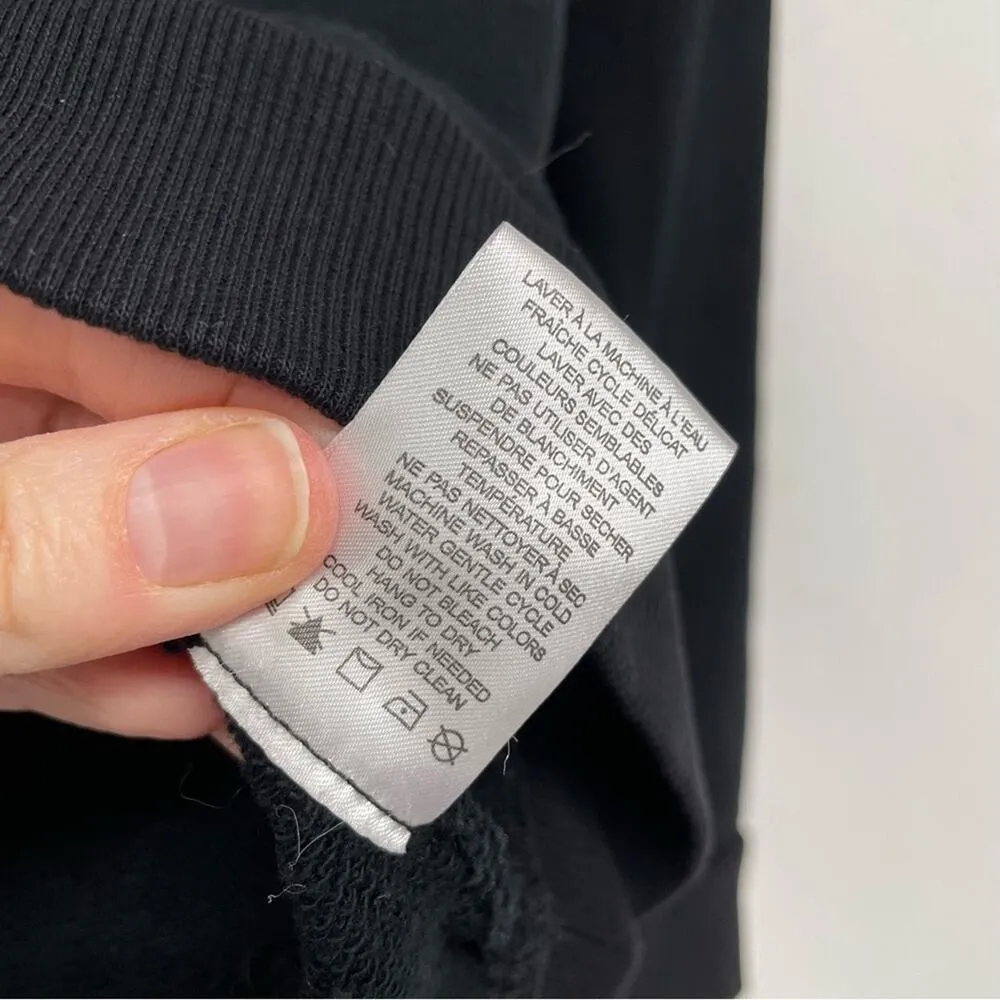 LAVER À LA MACHINE À L'EAU
FRAÎCHE CYCLE DÉLICAT
LAVER AVEC DES
COULEURS SEMBLABLES
NE PAS UTILISER D'AGENT
DE BLANCHIMENT
SUSPENDRE POUR SECHER
REPASSER À BASSE
TEMPÉRATURE
NE PAS NETTOYER À SEC
MACHINE WASH IN COLD
WATER GENTLE CYCLE
WASH WITH LIKE COLORS
DO NOT BLEACH
HANG TO DRY
COOL IRON IF NEEDED
DO NOT DRY CLEAN